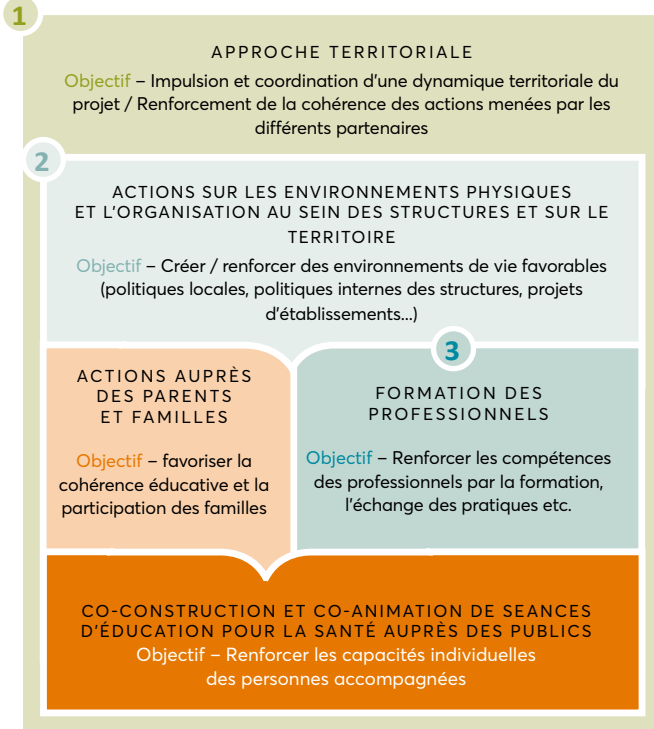 1
APPROCHE TERRITORIALE
Objectif – Impulsion et coordination d'une dynamique territoriale du
projet / Renforcement de la cohérence des actions menées par les
différents partenaires
2
ACTIONS SUR LES ENVIRONNEMENTS PHYSIQUES
ET L'ORGANISATION AU SEIN DES STRUCTURES ET SUR LE
TERRITOIRE
Objectif – Créer / renforcer des environnements de vie favorables
(politiques locales, politiques internes des structures, projets
d'établissements...)
ACTIONS AUPRÈS
DES PARENTS
ET FAMILLES
Objectif – favoriser la
cohérence éducative et la
participation des familles
3
FORMATION DES
PROFESSIONNELS
Objectif – Renforcer les compétences
des professionnels par la formation,
l'échange des pratiques etc.
CO-CONSTRUCTION ET CO-ANIMATION DE SEANCES
D'ÉDUCATION POUR LA SANTÉ AUPRÈS DES PUBLICS
Objectif – Renforcer les capacités individuelles
des personnes accompagnées